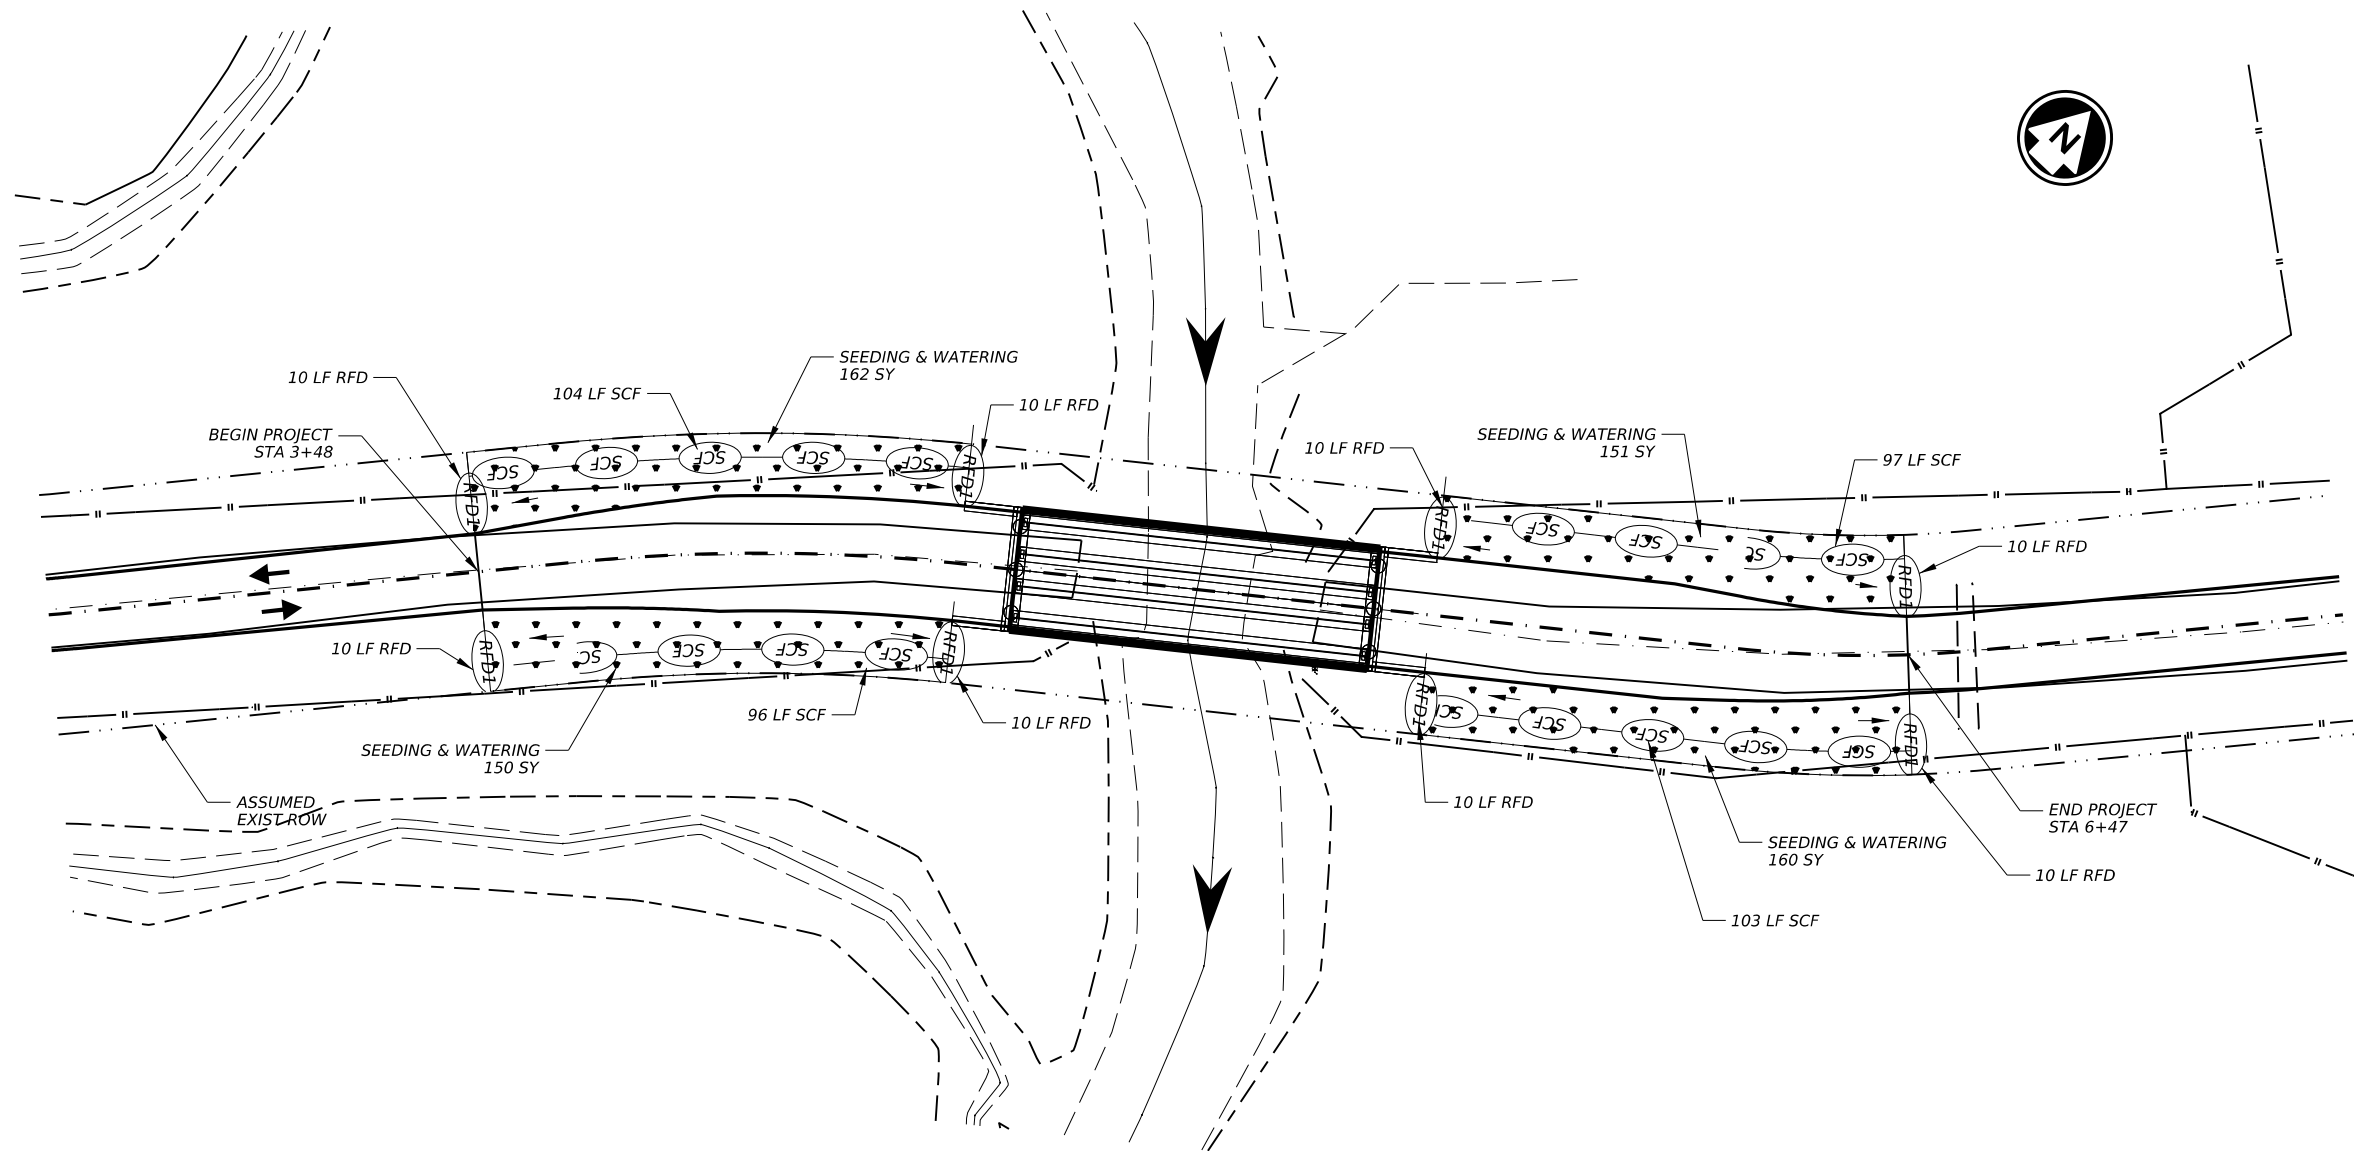 N
SEEDING & WATERING
162 SY
10 LF RFD
104 LF SCF
10 LF RFD
BEGIN PROJECT
STA 3+48
10 LF RFD
SEEDING & WATERING
151 SY
97 LF SCF
SCF
SCF
SCF
SCF
SCF
RFD1
RFD1
RFD1
SCF
SCF
SC
SCF
RFD1
10 LF RFD
10 LF RFD
RFD1
SC
SCF
SCF
SCF
RFD1
RFD1
SCF
SCF
SCF
SCF
SCF
RFD1
96 LF SCF
10 LF RFD
SEEDING & WATERING
150 SY
ASSUMED
EXIST ROW
10 LF RFD
END PROJECT
STA 6+47
SEEDING & WATERING
160 SY
10 LF RFD
103 LF SCF